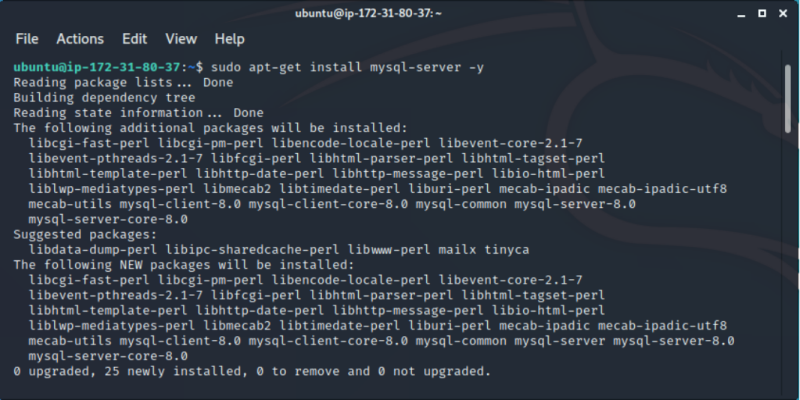 ubuntu@ip-172-31-80-37: ~
File Actions Edit View Help
ubuntu@ip-172-31-80-37:~$ sudo apt-get install mysql-server -y
Reading package lists... Done
Building dependency tree
Reading state information... Done
The following additional packages will be installed:
libcgi-fast-perl libcgi-pm-perl libencode-locale-perl libevent-core-2.1-7
libevent-pthreads-2.1-7 libfcgi-perl libhtml-parser-perl libhtml-tagset-perl
libhtml-template-perl libhttp-date-perl libhttp-message-perl libio-html-perl
liblwp-mediatypes-perl libmecab2 libtimedate-perl liburi-perl mecab-ipadic mecab-ipadic-utf8
mecab-utils mysql-client-8.0 mysql-client-core-8.0 mysql-common mysql-server-8.0
mysql-server-core-8.0
Suggested packages:
libdata-dump-perl libipc-sharedcache-perl libwww-perl mailx tinyca
The following NEW packages will be installed:
libcgi-fast-perl libcgi-pm-perl libencode-locale-perl libevent-core-2.1-7
libevent-pthreads-2.1-7 libfcgi-perl libhtml-parser-perl libhtml-tagset-perl
libhtml-template-perl libhttp-date-perl libhttp-message-perl libio-html-perl
liblwp-mediatypes-perl libmecab2 libtimedate-perl liburi-perl mecab-ipadic mecab-ipadic-utf8
mecab-utils mysql-client-8.0 mysql-client-core-8.0 mysql-common mysql-server mysql-server-8.0
mysql-server-core-8.0
0 upgraded, 25 newly installed, 0 to remove and 0 not upgraded.